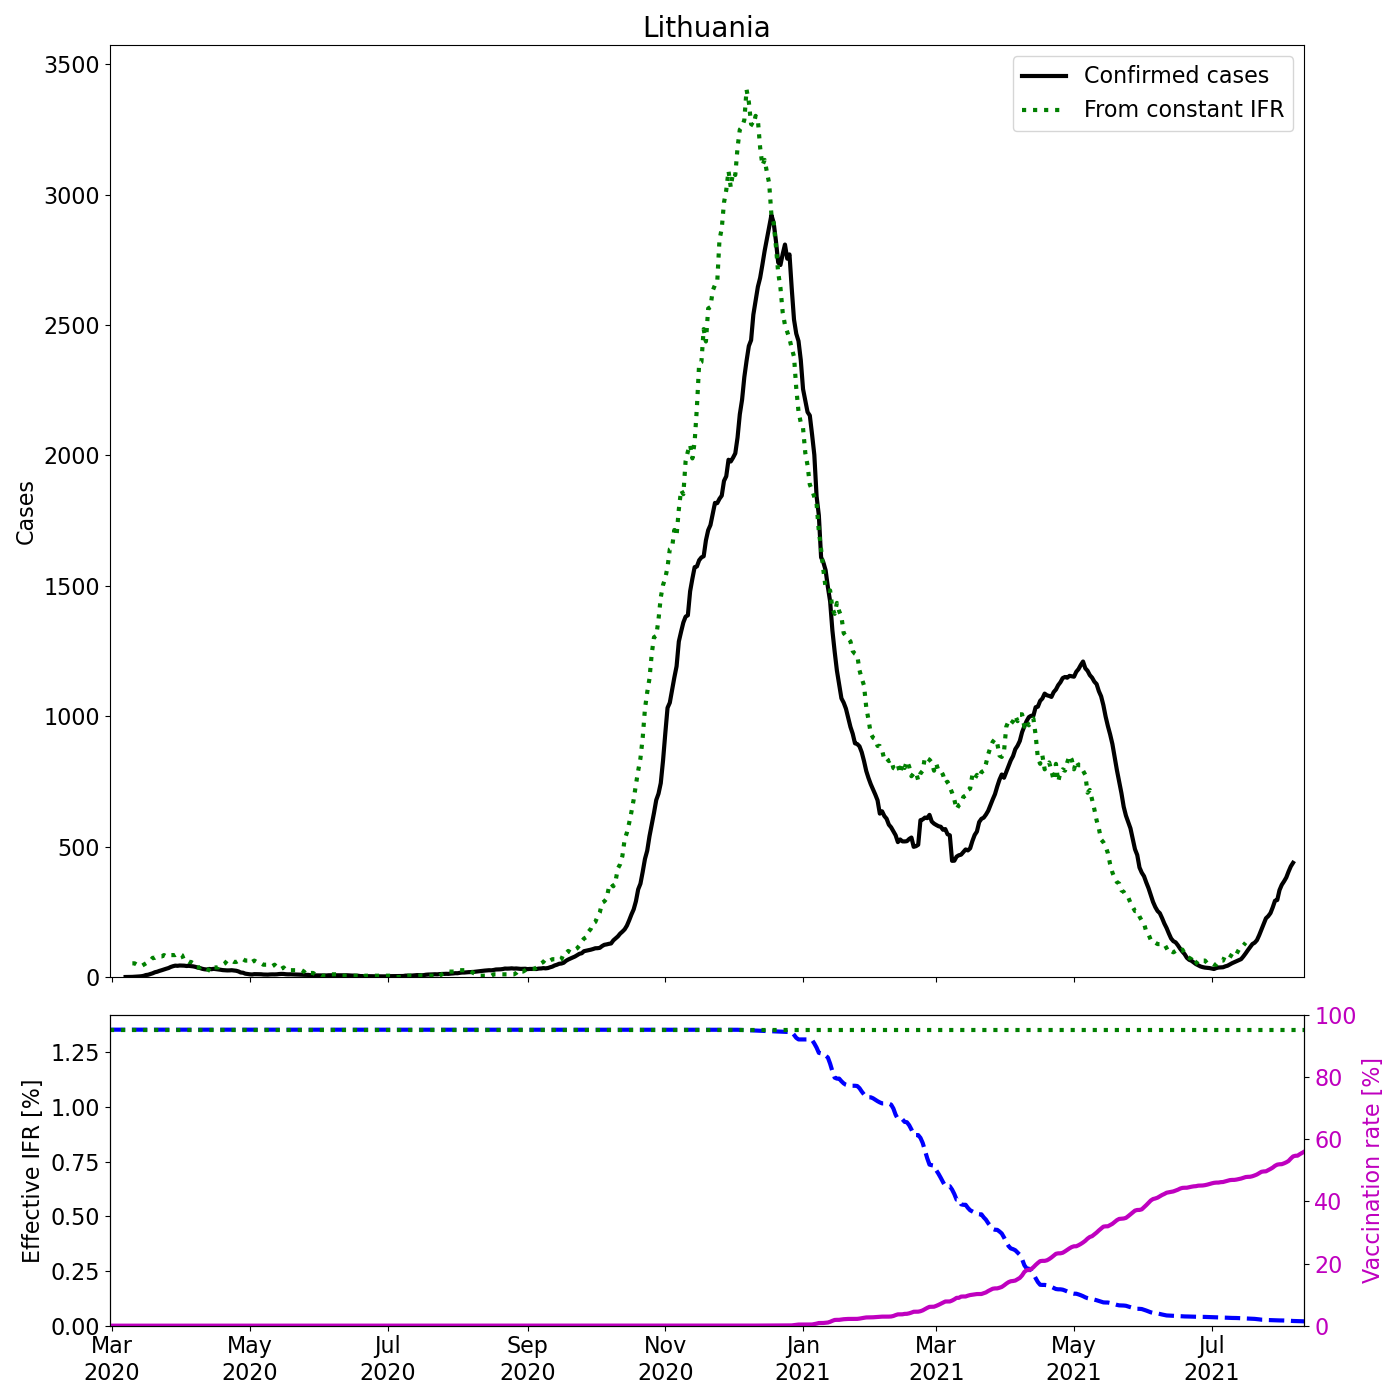 Lithuania
3500
3000
2500
2000
1500
1000
500
0
Cases
Confirmed cases
From constant IFR
1.25
1.00
0.75
0.50
0.25
0.00
Effective IFR [%]
100
80
60
40
20
0
Vaccination rate [%]
Mar
2020
May
2020
Jul
2020
Sep
2020
Nov
2020
Jan
2021
Mar
2021
May
2021
Jul
2021